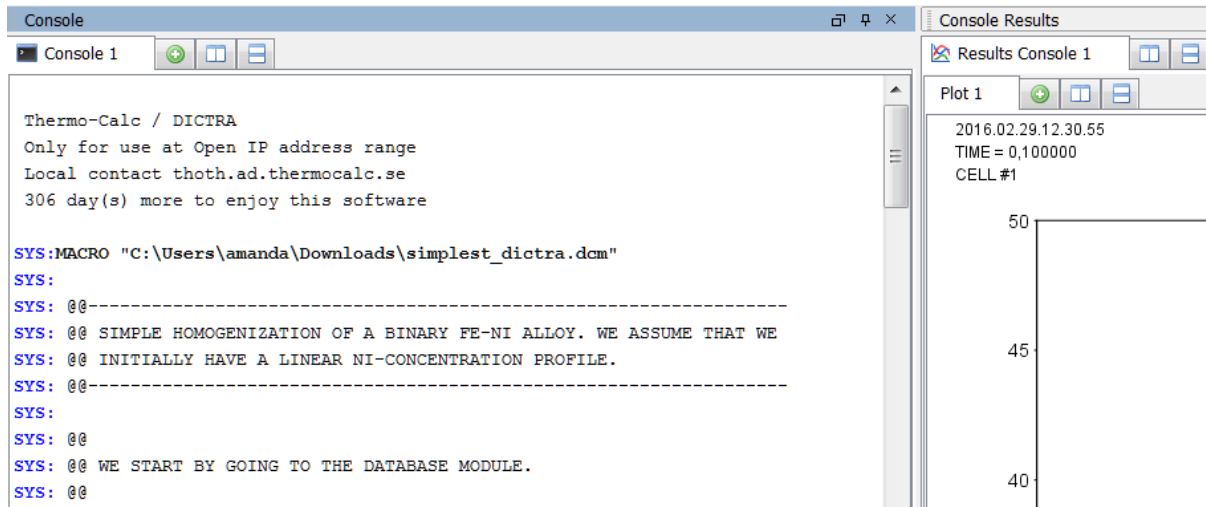 Console
Console 1
Thermo-Calc / DICTRA
Only for use at Open IP address range
Local contact thoth.ad.thermocalc.se
306 day(s) more to enjoy this software
SYS:MACRO "C:\Users\amanda\Downloads\simplest_dictra.dcm"
SYS:
SYS: @@------------------------------------------------------------------
SYS: @@ SIMPLE HOMOGENIZATION OF A BINARY FE-NI ALLOY. WE ASSUME THAT WE
SYS: @@ INITIALLY HAVE A LINEAR NI-CONCENTRATION PROFILE.
SYS: @@------------------------------------------------------------------
SYS:
SYS: @@
SYS: @@ WE START BY GOING TO THE DATABASE MODULE.
SYS: @@
Console Results
Results Console 1
Plot 1
2016.02.29.12.30.55
TIME = 0,100000
CELL #1
50
45
40